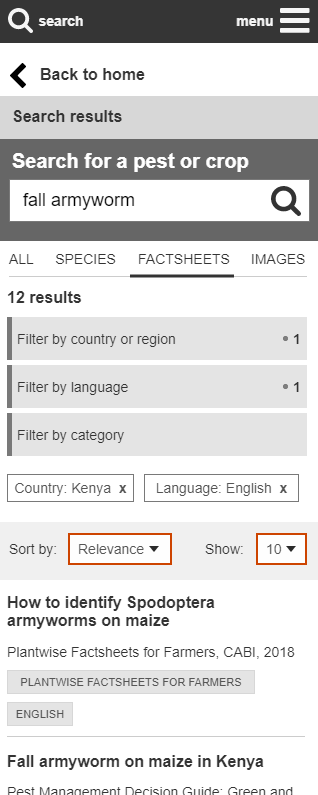 search menu
Back to home
Search results
Search for a pest or crop
fall armyworm
ALL SPECIES FACTSHEETS IMAGES
12 results
Filter by country or region 1
Filter by language 1
Filter by category
Country: Kenya x Language: English x
Sort by: Relevance Show: 10
How to identify Spodoptera
armyworms on maize
Plantwise Factsheets for Farmers, CABI, 2018
PLANTWISE FACTSHEETS FOR FARMERS
ENGLISH
Fall armyworm on maize in Kenya
Pest Management Decision Guide: Green and